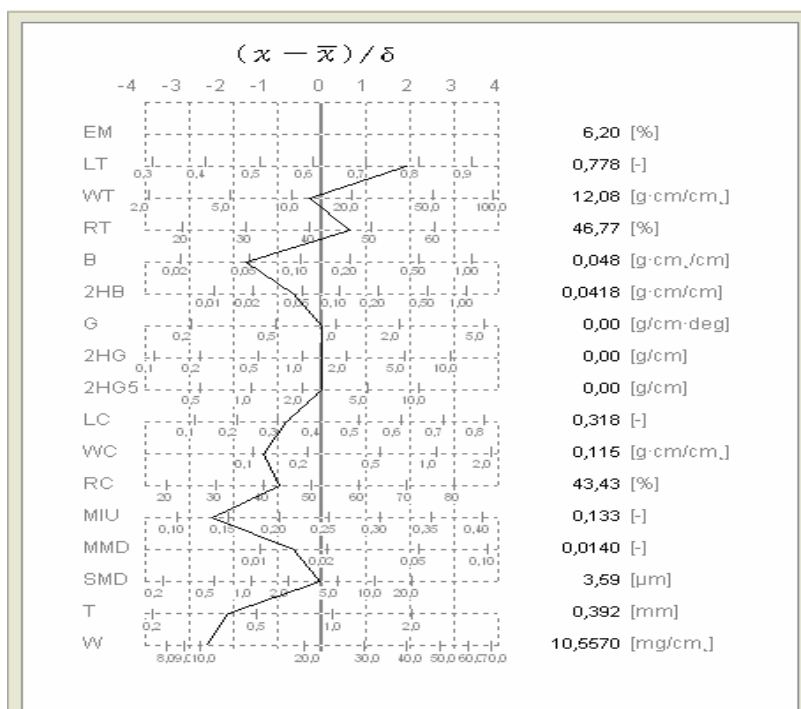 (x − x̄)/δ
-4 -3 -2 -1 0 1 2 3 4
EM 6,20 [%]
LT 0,778 [-]
0,3 0,4 0,5 0,6 0,7 0,8 0,9
WT 12,08 [g·cm/cm˛]
2,0 5,0 10,0 20,0 50,0 100,0
RT 46,77 [%]
20 30 40 50 60
B 0,048 [g·cm˛/cm]
0,02 0,05 0,10 0,20 0,50 1,00
2HB 0,0418 [g·cm/cm]
0,01 0,02 0,05 0,10 0,20 0,50 1,00
G 0,00 [g/cm·deg]
0,2 0,5 1,0 2,0 5,0
2HG 0,00 [g/cm]
0,1 0,2 0,5 1,0 2,0 5,0 10,0
2HG5 0,00 [g/cm]
0,5 1,0 2,0 5,0 10,0
LC 0,318 [-]
0,1 0,2 0,3 0,4 0,5 0,6 0,7 0,8
WC 0,115 [g·cm/cm˛]
0,1 0,2 0,5 1,0 2,0
RC 43,43 [%]
20 30 40 50 60 70 80
MIU 0,133 [-]
0,10 0,15 0,20 0,25 0,30 0,35 0,40
MMD 0,0140 [-]
0,01 0,02 0,05 0,10
SMD 3,59 [µm]
0,2 0,5 1,0 2,0 5,0 10,0 20,0
T 0,392 [mm]
0,2 0,5 1,0 2,0
W 10,5570 [mg/cm˛]
8,0 9,0 10,0 20,0 30,0 40,0 50,0 60,0 70,0